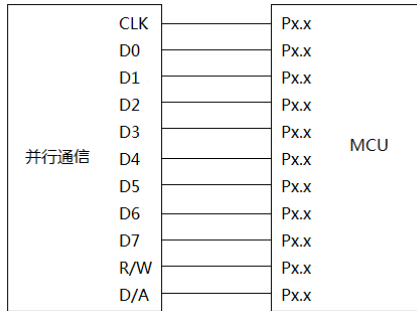 CLK Px.x
D0 Px.x
D1 Px.x
D2 Px.x
D3 Px.x
并行通信 D4 Px.x MCU
D5 Px.x
D6 Px.x
D7 Px.x
R/W Px.x
D/A Px.x